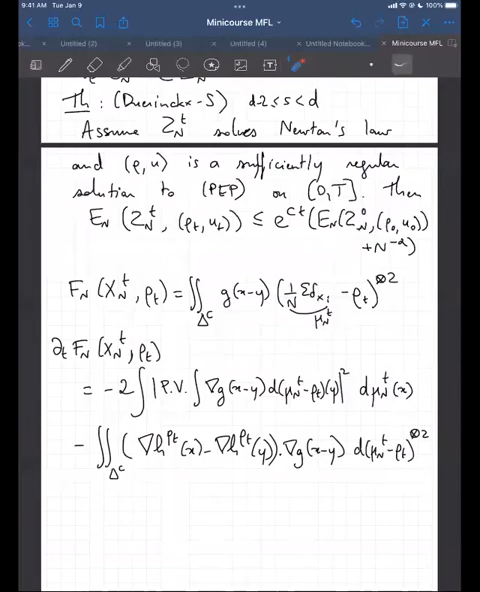 9:41 AM Tue Jan 9
100%
Minicourse MFL
Untitled (2)
Untitled (3)
Untitled (4)
Untitled Notebook...
Minicourse MFL
Th : (Duerinckx - S) d-2 ≤ s < d
Assume Z_N^t solves Newton's law
and (ρ, u) is a sufficiently regular
solution to (PEP) on [0,T]. Then
E_N (Z_N^t, (ρ_t, u_t)) ≤ e^{Ct} (E_N(Z_N^0, (ρ_0, u_0))
+ N^{-α})
F_N (X_N^t, ρ_t) = ∬_{Δ^c} g(x-y) (1/N Σδ_{x_i} - ρ_t)^{⊗2}
μ_N^t
∂_t F_N (X_N^t, ρ_t)
= -2 ∫ |P.V. ∫ ∇g(x-y) d(μ_N^t - ρ_t)(y)|^2 dμ_N^t(x)
- ∬_{Δ^c} (∇h^{ρ_t}(x) - ∇h^{ρ_t}(y)) . ∇g(x-y) d(μ_N^t - ρ_t)^{⊗2}